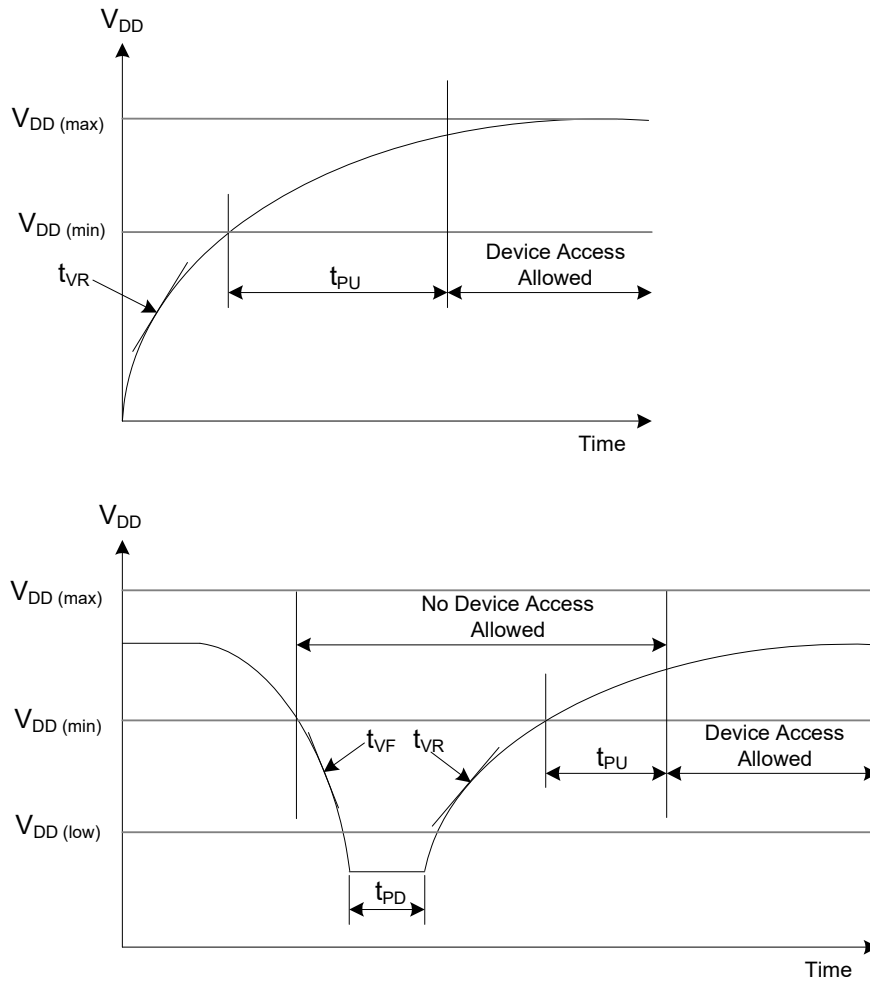 VDD
VDD (max)
VDD (min)
tVR
tPU
Device Access
Allowed
Time
VDD
VDD (max)
No Device Access
Allowed
VDD (min)
tVF
tVR
tPU
Device Access
Allowed
VDD (low)
tPD
Time